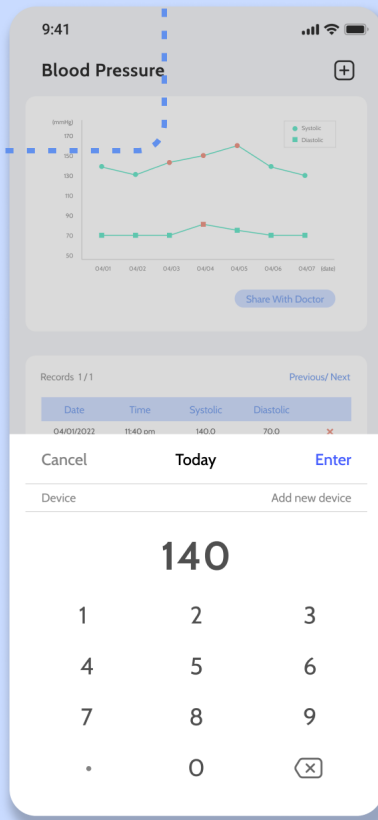 9:41
Blood Pressure
(mmHg)
170
150
130
110
90
70
50
Systolic
Diastolic
04/01 04/02 04/03 04/04 04/05 04/06 04/07 (date)
Share With Doctor
Records 1/1 Previous/ Next
Date Time Systolic Diastolic
04/01/2022 11:40 pm 140.0 70.0 ×
Cancel Today Enter
Device Add new device
140
1 2 3
4 5 6
7 8 9
. 0